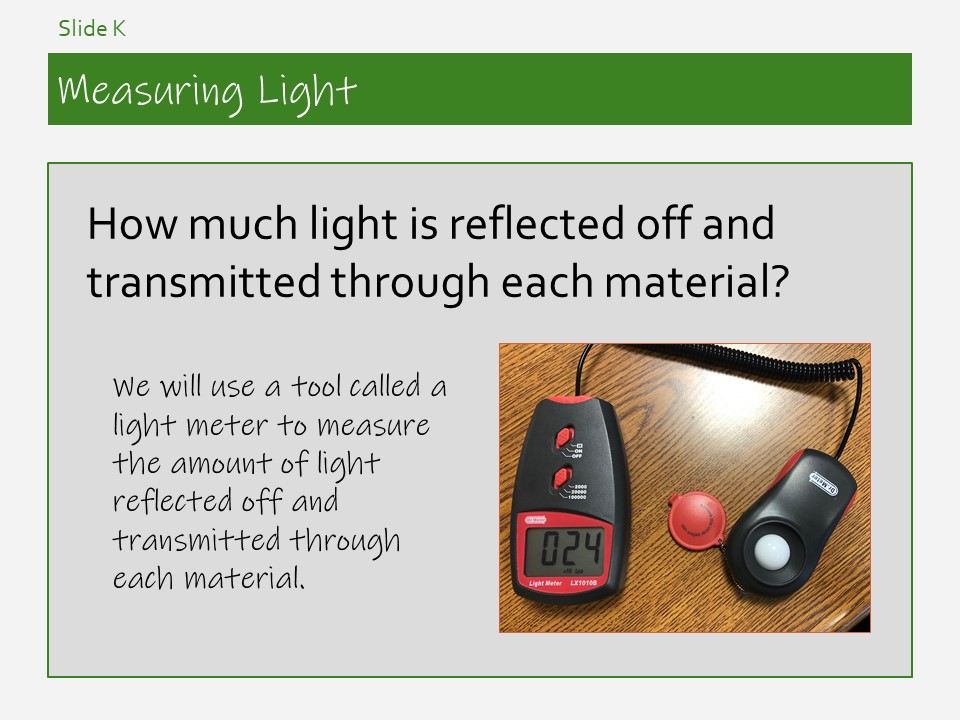 Slide K
Measuring Light
How much light is reflected off and
transmitted through each material?
We will use a tool called a
light meter to measure
the amount of light
reflected off and
transmitted through
each material.
ON
OFF
2000
20000
100000
024
Light Meter LX1010B